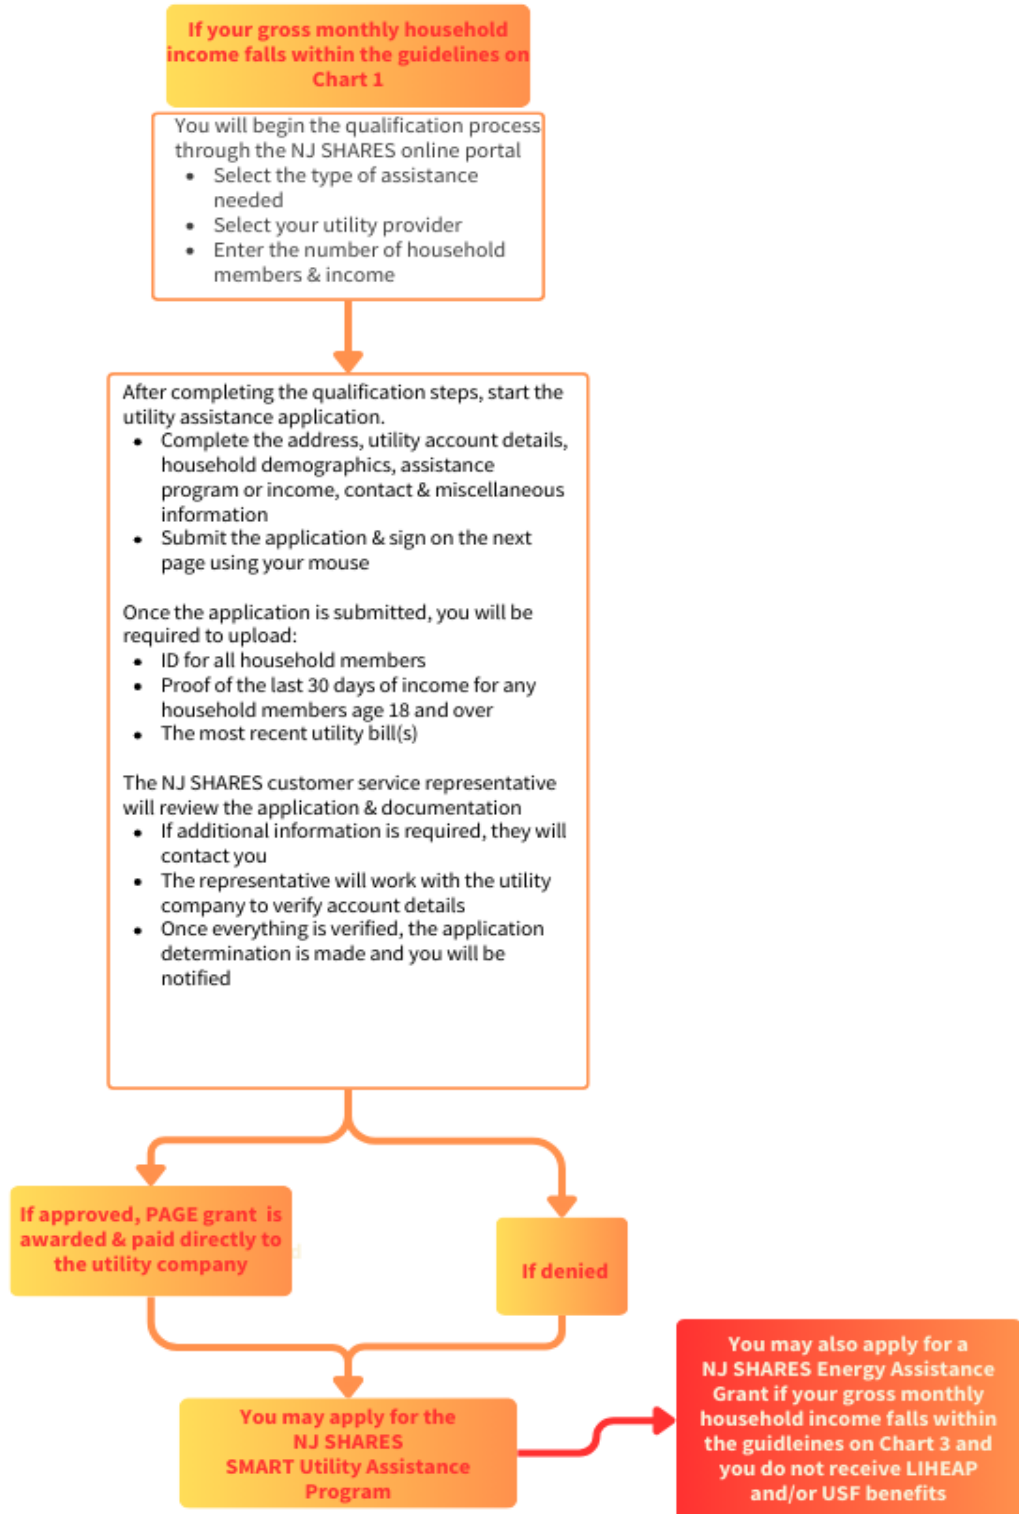 If your gross monthly household
income falls within the guidelines on
Chart 1
You will begin the qualification process
through the NJ SHARES online portal
• Select the type of assistance
needed
• Select your utility provider
• Enter the number of household
members & income
After completing the qualification steps, start the
utility assistance application.
• Complete the address, utility account details,
household demographics, assistance
program or income, contact & miscellaneous
information
• Submit the application & sign on the next
page using your mouse
Once the application is submitted, you will be
required to upload:
• ID for all household members
• Proof of the last 30 days of income for any
household members age 18 and over
• The most recent utility bill(s)
The NJ SHARES customer service representative
will review the application & documentation
• If additional information is required, they will
contact you
• The representative will work with the utility
company to verify account details
• Once everything is verified, the application
determination is made and you will be
notified
If approved, PAGE grant is
awarded & paid directly to
the utility company
If denied
You may apply for the
NJ SHARES
SMART Utility Assistance
Program
You may also apply for a
NJ SHARES Energy Assistance
Grant if your gross monthly
household income falls within
the guidleines on Chart 3 and
you do not receive LIHEAP
and/or USF benefits